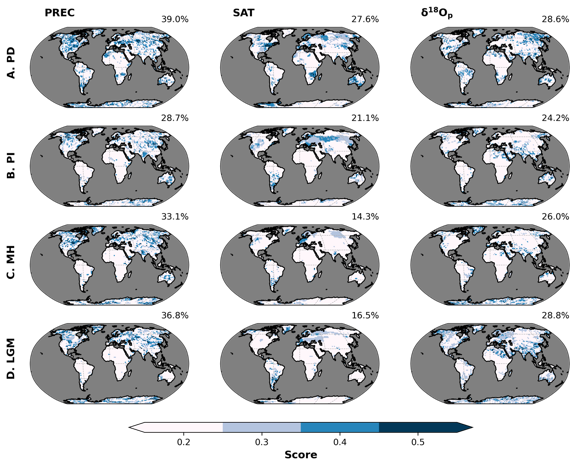 PREC SAT δ¹⁸Oₚ
39.0% 27.6% 28.6%
A. PD
28.7% 21.1% 24.2%
B. PI
33.1% 14.3% 26.0%
C. MH
36.8% 16.5% 28.8%
D. LGM
0.2 0.3 0.4 0.5
Score